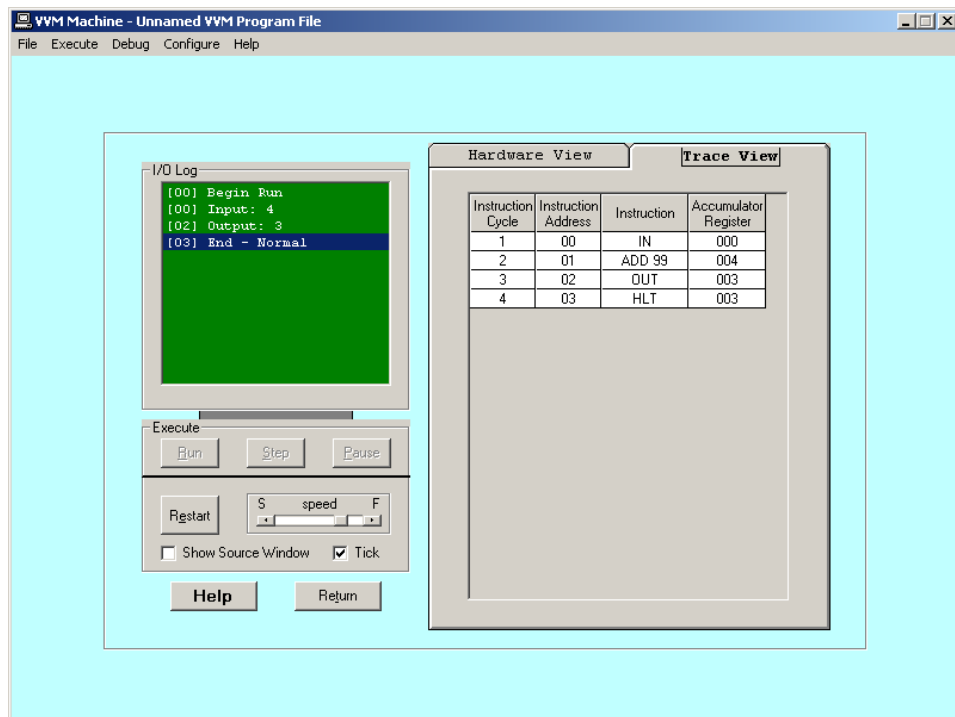 VVM Machine - Unnamed VVM Program File
File Execute Debug Configure Help
I/O Log
[00] Begin Run
[00] Input: 4
[02] Output: 3
[03] End - Normal
Execute
Run Step Pause
Restart
S speed F
Show Source Window Tick
Help Return
Hardware View Trace View
Instruction Cycle Instruction Address Instruction Accumulator Register
1 00 IN 000
2 01 ADD 99 004
3 02 OUT 003
4 03 HLT 003